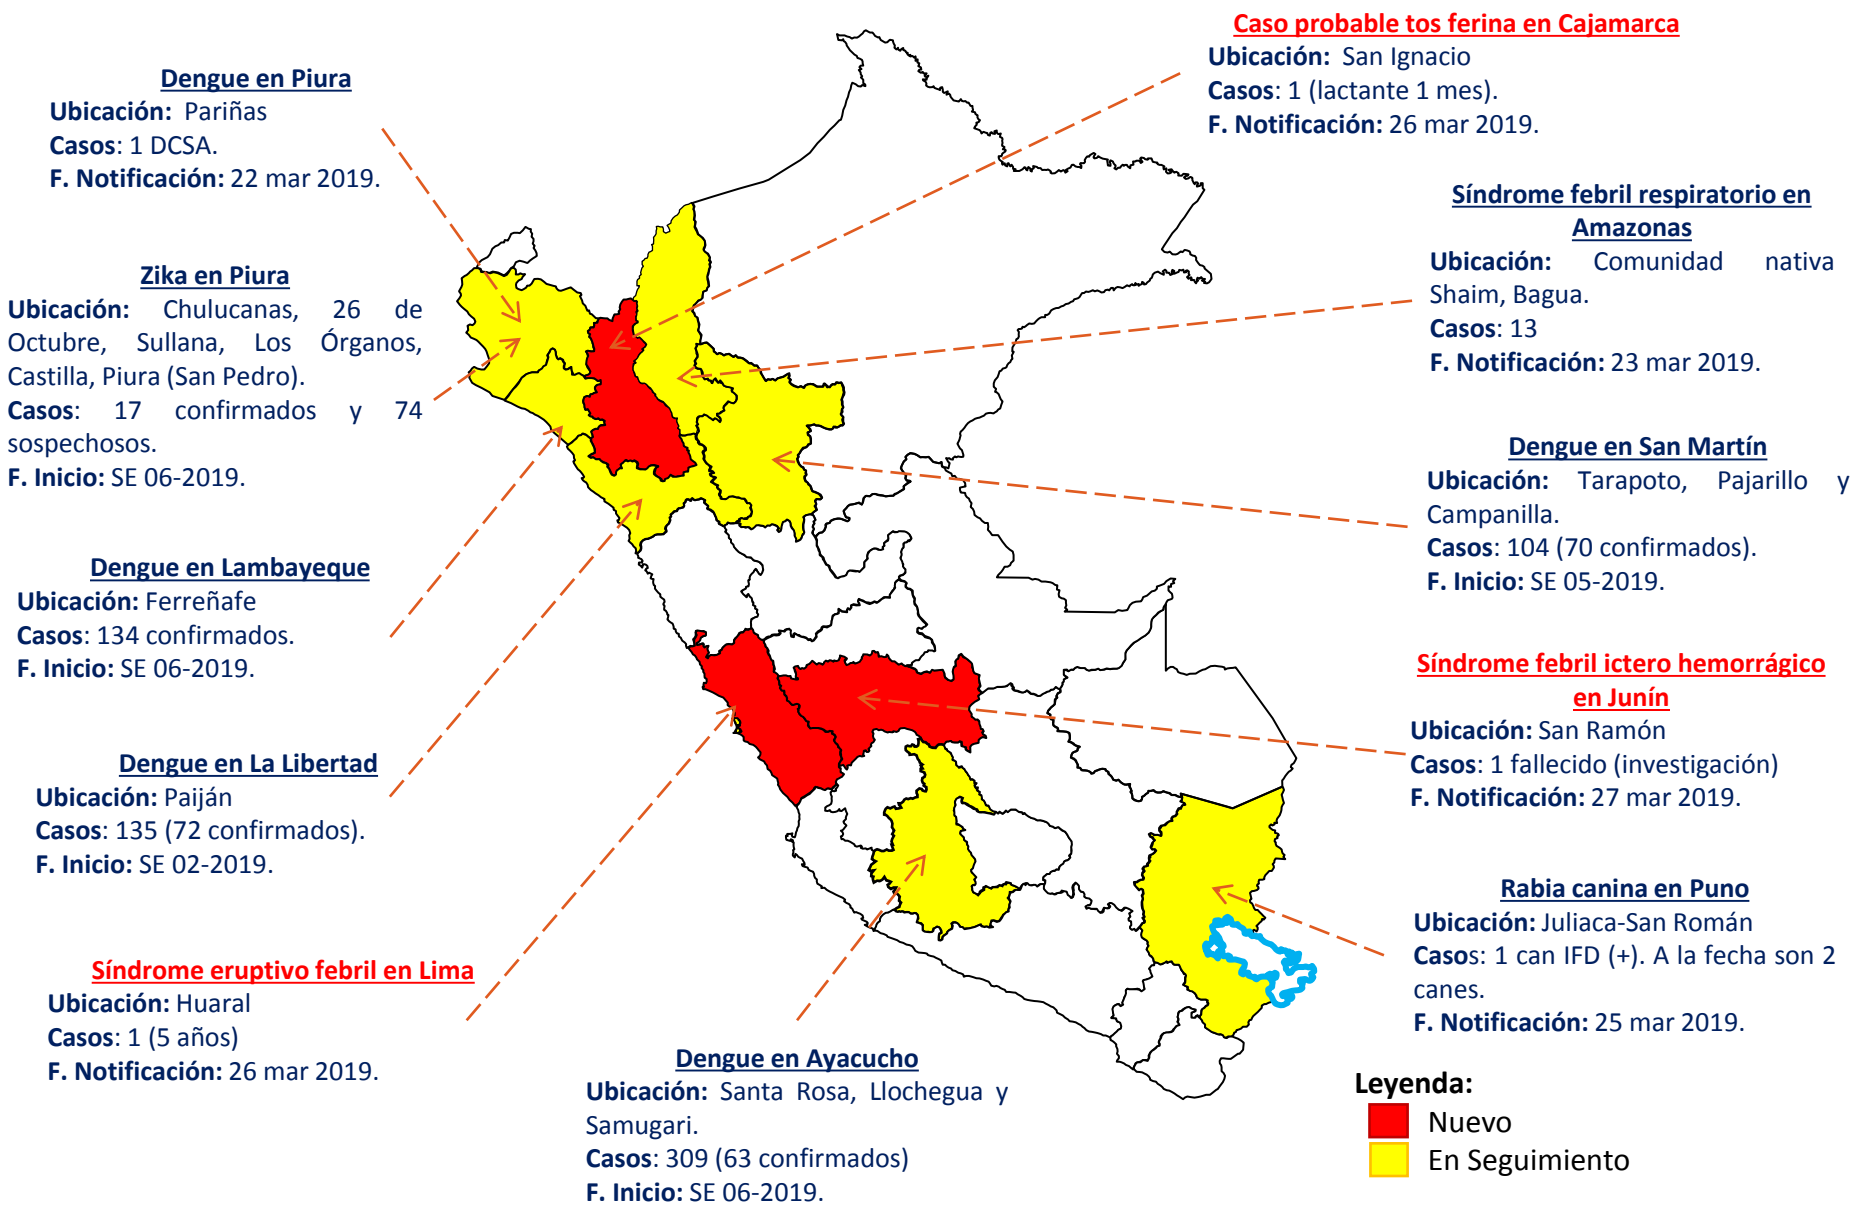 Dengue en Piura
Ubicación: Pariñas
Casos: 1 DCSA.
F. Notificación: 22 mar 2019.
Zika en Piura
Ubicación: Chulucanas, 26 de
Octubre, Sullana, Los Órganos,
Castilla, Piura (San Pedro).
Casos: 17 confirmados y 74
sospechosos.
F. Inicio: SE 06-2019.
Dengue en Lambayeque
Ubicación: Ferreñafe
Casos: 134 confirmados.
F. Inicio: SE 06-2019.
Dengue en La Libertad
Ubicación: Paiján
Casos: 135 (72 confirmados).
F. Inicio: SE 02-2019.
Síndrome eruptivo febril en Lima
Ubicación: Huaral
Casos: 1 (5 años)
F. Notificación: 26 mar 2019.
Dengue en Ayacucho
Ubicación: Santa Rosa, Llochegua y
Samugari.
Casos: 309 (63 confirmados)
F. Inicio: SE 06-2019.
Caso probable tos ferina en Cajamarca
Ubicación: San Ignacio
Casos: 1 (lactante 1 mes).
F. Notificación: 26 mar 2019.
Síndrome febril respiratorio en
Amazonas
Ubicación: Comunidad nativa
Shaim, Bagua.
Casos: 13
F. Notificación: 23 mar 2019.
Dengue en San Martín
Ubicación: Tarapoto, Pajarillo y
Campanilla.
Casos: 104 (70 confirmados).
F. Inicio: SE 05-2019.
Síndrome febril ictero hemorrágico
en Junín
Ubicación: San Ramón
Casos: 1 fallecido (investigación)
F. Notificación: 27 mar 2019.
Rabia canina en Puno
Ubicación: Juliaca-San Román
Casos: 1 can IFD (+). A la fecha son 2
canes.
F. Notificación: 25 mar 2019.
Leyenda:
Nuevo
En Seguimiento